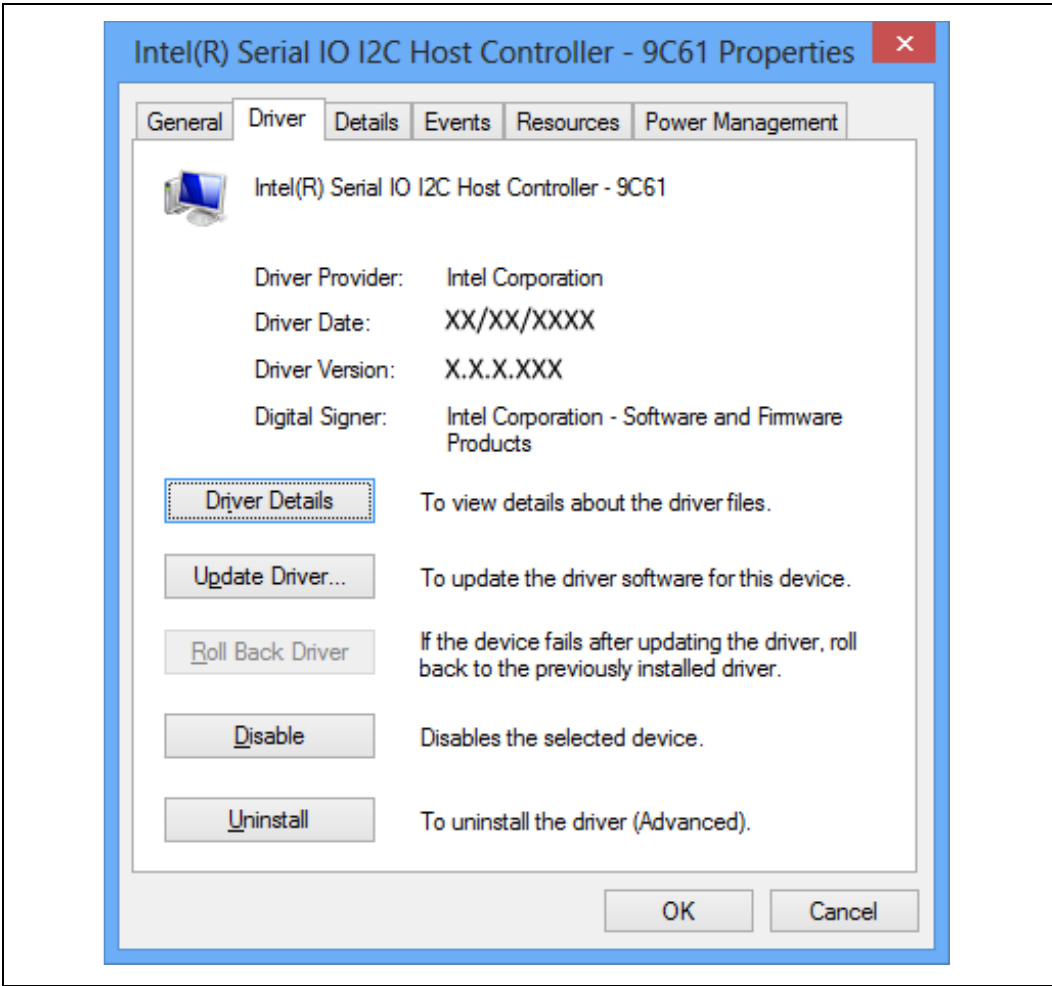 Intel(R) Serial IO I2C Host Controller - 9C61 Properties
General Driver Details Events Resources Power Management
Intel(R) Serial IO I2C Host Controller - 9C61
Driver Provider: Intel Corporation
Driver Date: XX/XX/XXXX
Driver Version: X.X.X.XXX
Digital Signer: Intel Corporation - Software and Firmware
Products
Driver Details To view details about the driver files.
Update Driver... To update the driver software for this device.
Roll Back Driver If the device fails after updating the driver, roll
back to the previously installed driver.
Disable Disables the selected device.
Uninstall To uninstall the driver (Advanced).
OK Cancel